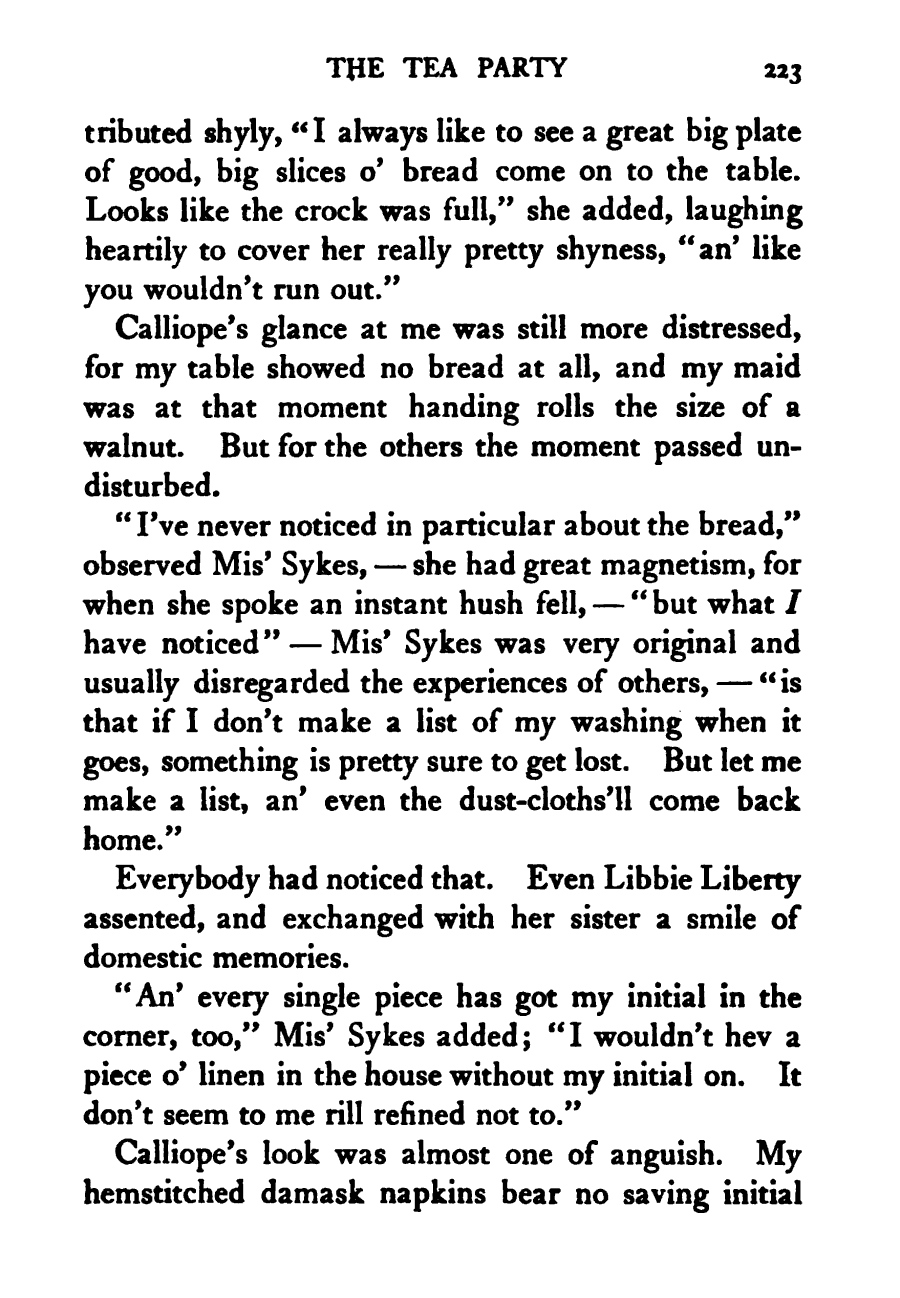 THE TEA PARTY 223
tributed shyly, “I always like to see a great big plate
of good, big slices o’ bread come on to the table.
Looks like the crock was full,” she added, laughing
heartily to cover her really pretty shyness, “an’ like
you wouldn’t run out.”
Calliope’s glance at me was still more distressed,
for my table showed no bread at all, and my maid
was at that moment handing rolls the size of a
walnut. But for the others the moment passed un-
disturbed.
“I’ve never noticed in particular about the bread,”
observed Mis’ Sykes, — she had great magnetism, for
when she spoke an instant hush fell, — “but what I
have noticed” — Mis’ Sykes was very original and
usually disregarded the experiences of others, — “is
that if I don’t make a list of my washing when it
goes, something is pretty sure to get lost. But let me
make a list, an’ even the dust-cloths’ll come back
home.”
Everybody had noticed that. Even Libbie Liberty
assented, and exchanged with her sister a smile of
domestic memories.
“An’ every single piece has got my initial in the
corner, too,” Mis’ Sykes added; “I wouldn’t hev a
piece o’ linen in the house without my initial on. It
don’t seem to me rill refined not to.”
Calliope’s look was almost one of anguish. My
hemstitched damask napkins bear no saving initial